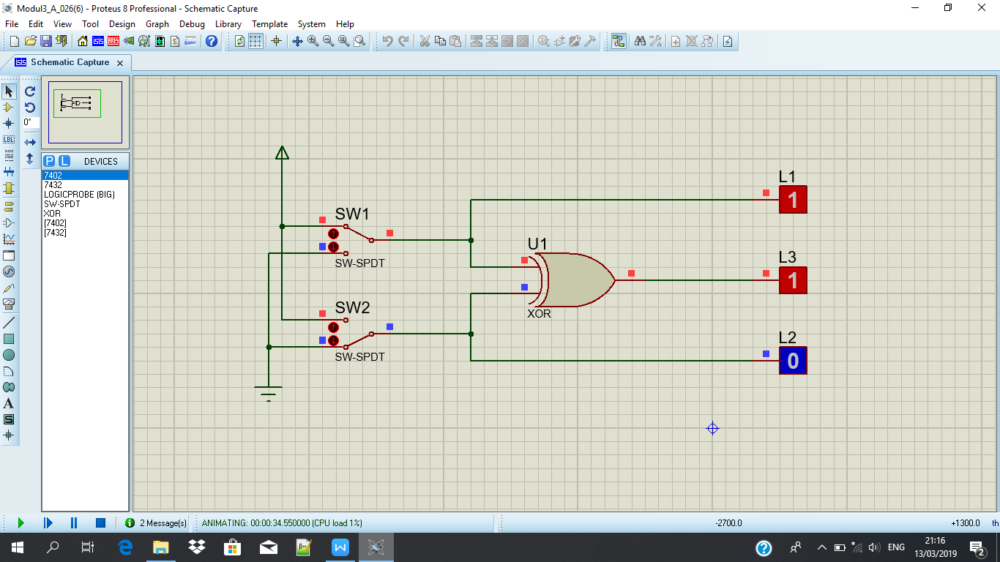 Modul3_A_026(6) - Proteus 8 Professional - Schematic Capture
File Edit View Tool Design Graph Debug Library Template System Help
Schematic Capture
0°
LBL
P L DEVICES
7402
7432
LOGICPROBE (BIG)
SW-SPDT
XOR
[7402]
[7432]
A
S
L1
1
SW1
SW-SPDT
U1
XOR
L3
1
SW2
SW-SPDT
L2
0
2 Message(s)
ANIMATING: 00:00:34.550000 (CPU load 1%)
-2700.0
+1300.0
th
W
ENG
21:16
13/03/2019
2